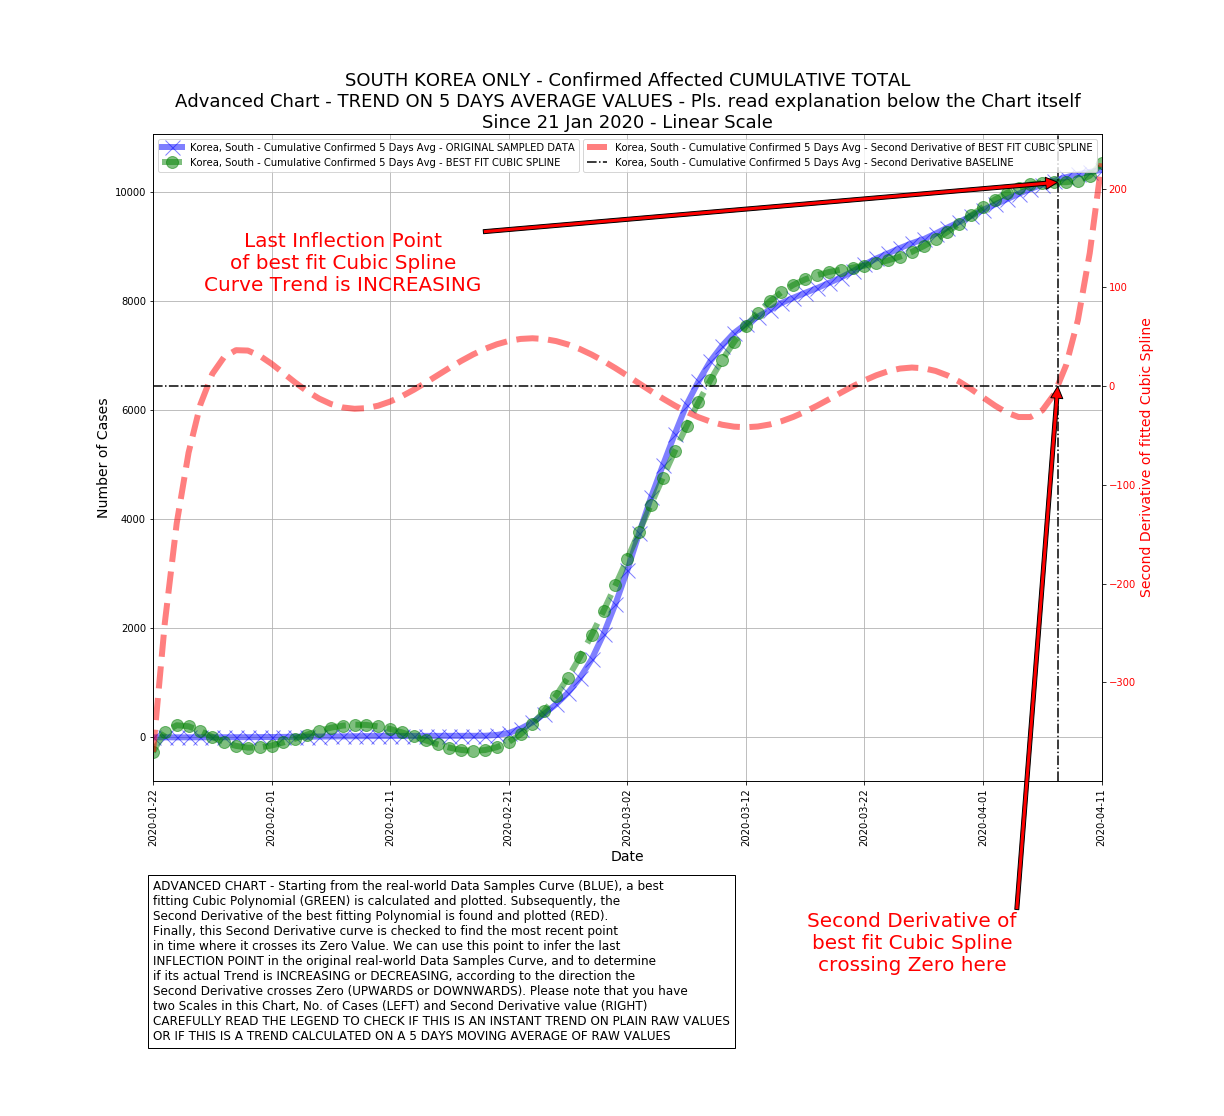 SOUTH KOREA ONLY - Confirmed Affected CUMULATIVE TOTAL
Advanced Chart - TREND ON 5 DAYS AVERAGE VALUES - Pls. read explanation below the Chart itself
Since 21 Jan 2020 - Linear Scale
Korea, South - Cumulative Confirmed 5 Days Avg - ORIGINAL SAMPLED DATA
Korea, South - Cumulative Confirmed 5 Days Avg - BEST FIT CUBIC SPLINE
Korea, South - Cumulative Confirmed 5 Days Avg - Second Derivative of BEST FIT CUBIC SPLINE
Korea, South - Cumulative Confirmed 5 Days Avg - Second Derivative BASELINE
Last Inflection Point
of best fit Cubic Spline
Curve Trend is INCREASING
Number of Cases
10000
8000
6000
4000
2000
0
200
100
0
−100
−200
−300
Second Derivative of fitted Cubic Spline
2020-01-22
2020-02-01
2020-02-11
2020-02-21
2020-03-02
2020-03-12
2020-03-22
2020-04-01
2020-04-11
Date
ADVANCED CHART - Starting from the real-world Data Samples Curve (BLUE), a best
fitting Cubic Polynomial (GREEN) is calculated and plotted. Subsequently, the
Second Derivative of the best fitting Polynomial is found and plotted (RED).
Finally, this Second Derivative curve is checked to find the most recent point
in time where it crosses its Zero Value. We can use this point to infer the last
INFLECTION POINT in the original real-world Data Samples Curve, and to determine
if its actual Trend is INCREASING or DECREASING, according to the direction the
Second Derivative crosses Zero (UPWARDS or DOWNWARDS). Please note that you have
two Scales in this Chart, No. of Cases (LEFT) and Second Derivative value (RIGHT)
CAREFULLY READ THE LEGEND TO CHECK IF THIS IS AN INSTANT TREND ON PLAIN RAW VALUES
OR IF THIS IS A TREND CALCULATED ON A 5 DAYS MOVING AVERAGE OF RAW VALUES
Second Derivative of
best fit Cubic Spline
crossing Zero here